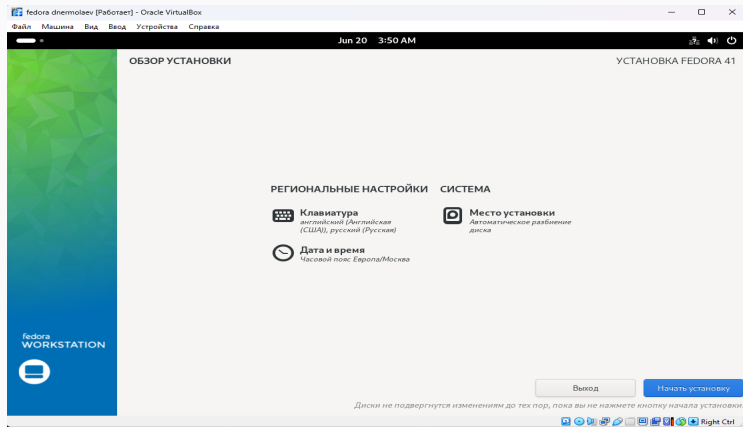 fedora dnermolaev [Работает] - Oracle VirtualBox
Файл Машина Вид Ввод Устройства Справка
Jun 20 3:50 AM
ОБЗОР УСТАНОВКИ
УСТАНОВКА FEDORA 41
РЕГИОНАЛЬНЫЕ НАСТРОЙКИ
СИСТЕМА
Клавиатура
английский (Английская
(США)), русский (Русская)
Место установки
Автоматическое разбиение
диска
Дата и время
Часовой пояс Европа/Москва
fedora
WORKSTATION
Выход
Начать установку
Диски не подвергнутся изменениям до тех пор, пока вы не нажмете кнопку начала установки.
Right Ctrl